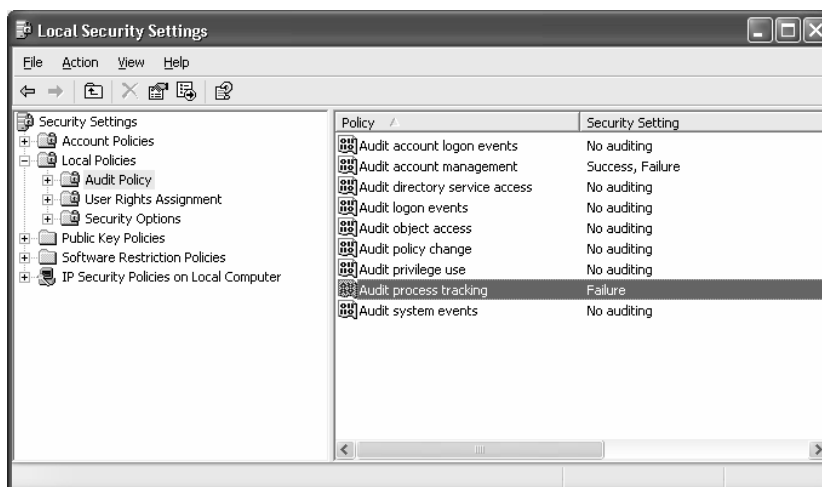 Local Security Settings
File Action View Help
Security Settings
Account Policies
Local Policies
Audit Policy
User Rights Assignment
Security Options
Public Key Policies
Software Restriction Policies
IP Security Policies on Local Computer
Policy Security Setting
Audit account logon events No auditing
Audit account management Success, Failure
Audit directory service access No auditing
Audit logon events No auditing
Audit object access No auditing
Audit policy change No auditing
Audit privilege use No auditing
Audit process tracking Failure
Audit system events No auditing